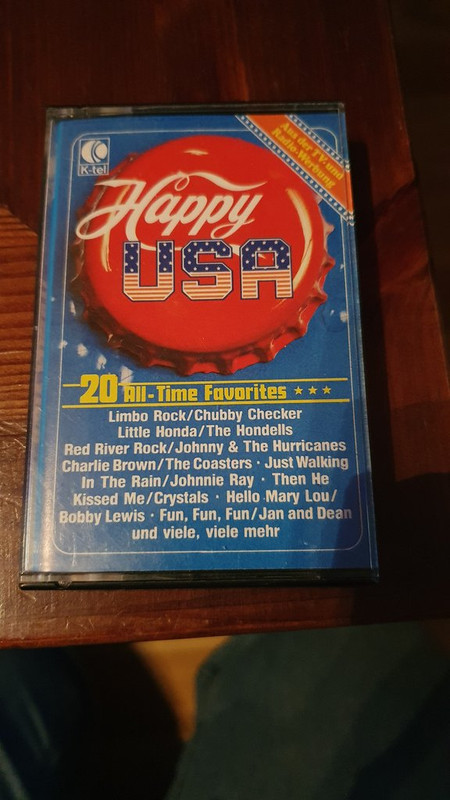 K-tel
Aus der TV- und
Radio-Werbung
Happy
USA
20 All-Time Favorites
Limbo Rock/Chubby Checker
Little Honda/The Hondells
Red River Rock/Johnny & The Hurricanes
Charlie Brown/The Coasters · Just Walking
In The Rain/Johnnie Ray · Then He
Kissed Me/Crystals · Hello Mary Lou/
Bobby Lewis · Fun, Fun, Fun/Jan and Dean
und viele, viele mehr